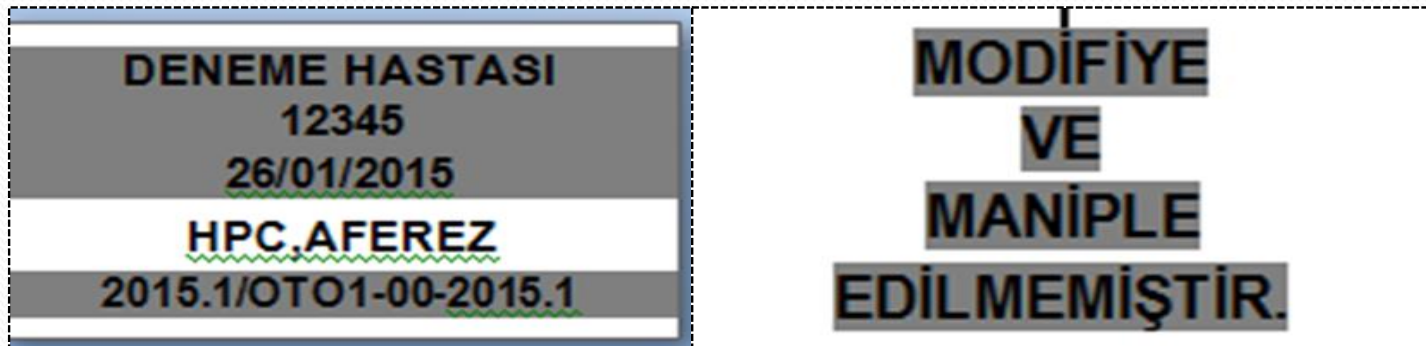 DENEME HASTASI
12345
26/01/2015
HPC,AFEREZ
2015.1/OTO1-00-2015.1
MODİFİYE
VE
MANİPLE
EDİLMEMİŞTİR.